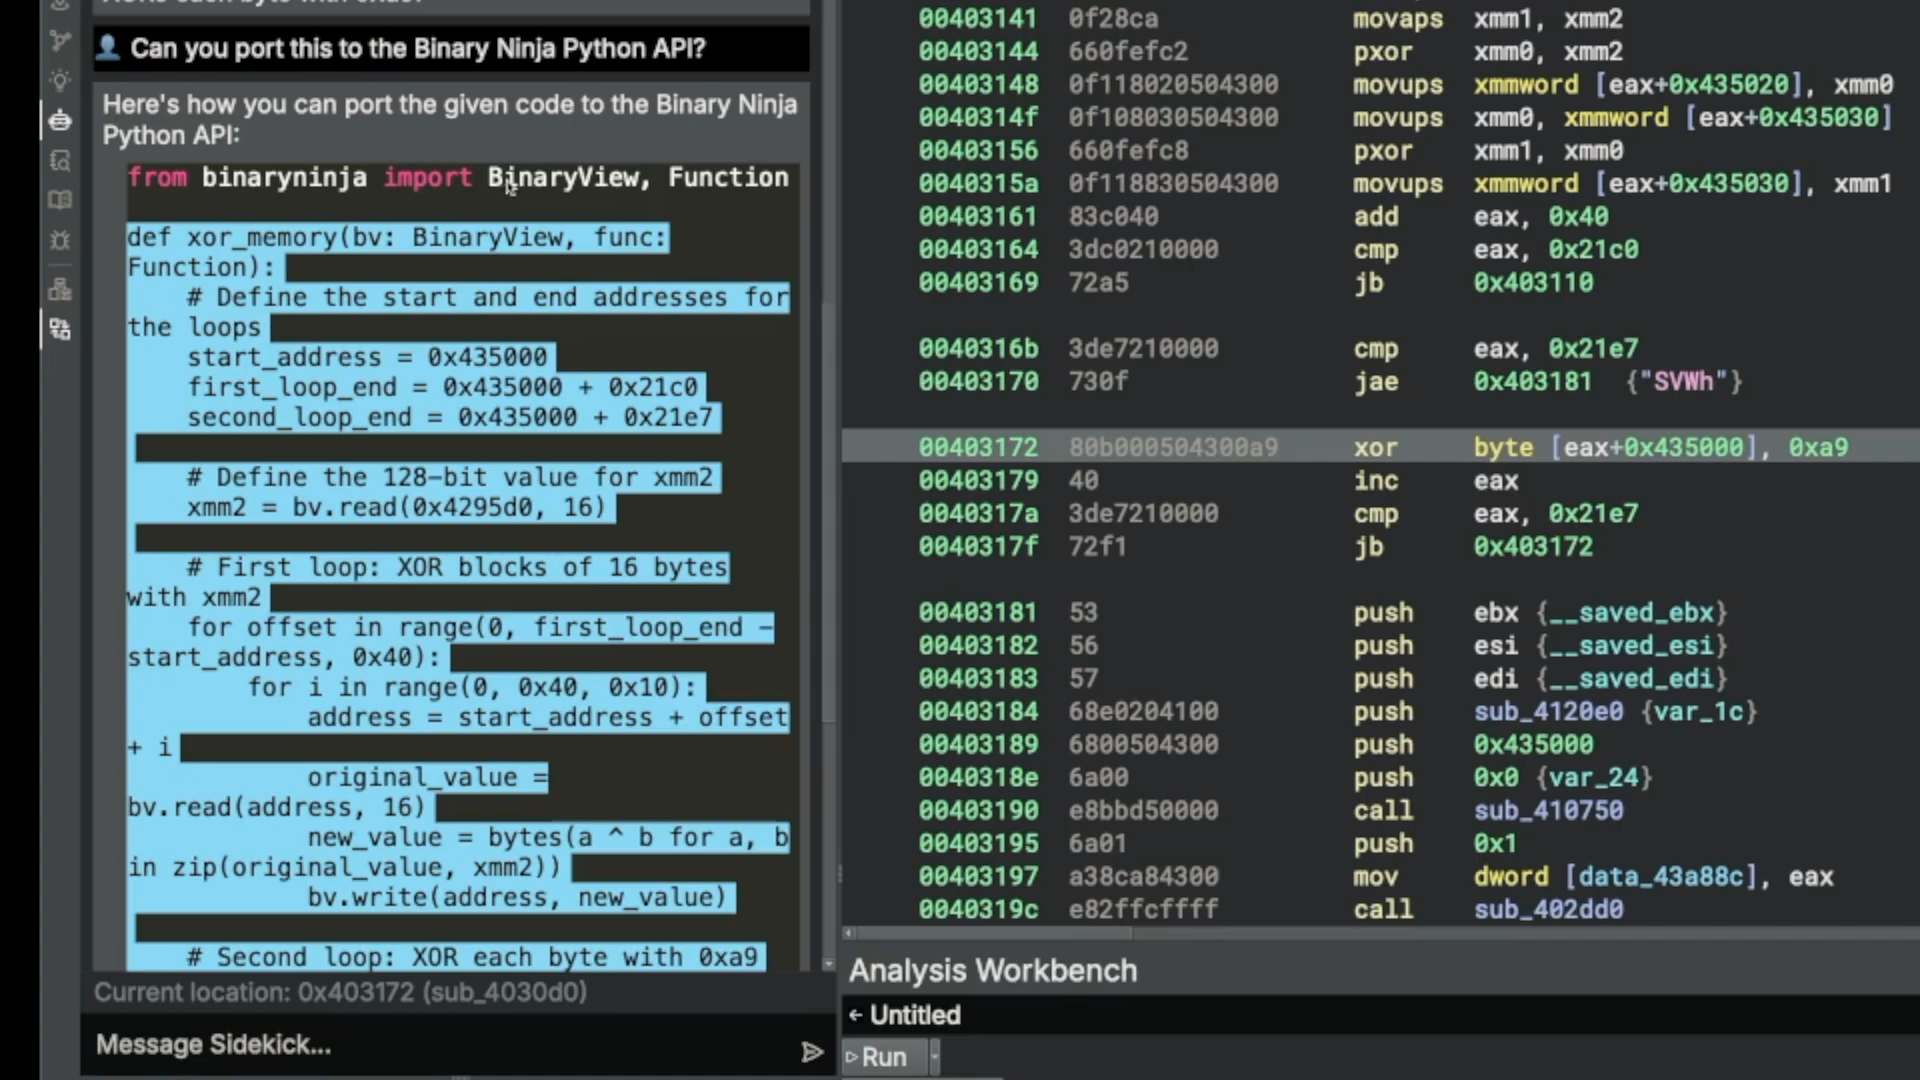 Can you port this to the Binary Ninja Python API?
Here's how you can port the given code to the Binary Ninja
Python API:
from binaryninja import BinaryView, Function
def xor_memory(bv: BinaryView, func:
Function):
# Define the start and end addresses for
the loops
start_address = 0x435000
first_loop_end = 0x435000 + 0x21c0
second_loop_end = 0x435000 + 0x21e7
# Define the 128-bit value for xmm2
xmm2 = bv.read(0x4295d0, 16)
# First loop: XOR blocks of 16 bytes
with xmm2
for offset in range(0, first_loop_end -
start_address, 0x40):
for i in range(0, 0x40, 0x10):
address = start_address + offset
+ i
original_value =
bv.read(address, 16)
new_value = bytes(a ^ b for a, b
in zip(original_value, xmm2))
bv.write(address, new_value)
# Second loop: XOR each byte with 0xa9
Current location: 0x403172 (sub_4030d0)
Message Sidekick...
00403141 0f28ca movaps xmm1, xmm2
00403144 660fefc2 pxor xmm0, xmm2
00403148 0f118020504300 movups xmmword [eax+0x435020], xmm0
0040314f 0f108030504300 movups xmm0, xmmword [eax+0x435030]
00403156 660fefc8 pxor xmm1, xmm0
0040315a 0f118830504300 movups xmmword [eax+0x435030], xmm1
00403161 83c040 add eax, 0x40
00403164 3dc0210000 cmp eax, 0x21c0
00403169 72a5 jb 0x403110
0040316b 3de7210000 cmp eax, 0x21e7
00403170 730f jae 0x403181 {"SVWh"}
00403172 80b000504300a9 xor byte [eax+0x435000], 0xa9
00403179 40 inc eax
0040317a 3de7210000 cmp eax, 0x21e7
0040317f 72f1 jb 0x403172
00403181 53 push ebx {__saved_ebx}
00403182 56 push esi {__saved_esi}
00403183 57 push edi {__saved_edi}
00403184 68e0204100 push sub_4120e0 {var_1c}
00403189 6800504300 push 0x435000
0040318e 6a00 push 0x0 {var_24}
00403190 e8bbd50000 call sub_410750
00403195 6a01 push 0x1
00403197 a38ca84300 mov dword [data_43a88c], eax
0040319c e82ffcffff call sub_402dd0
Analysis Workbench
← Untitled
Run